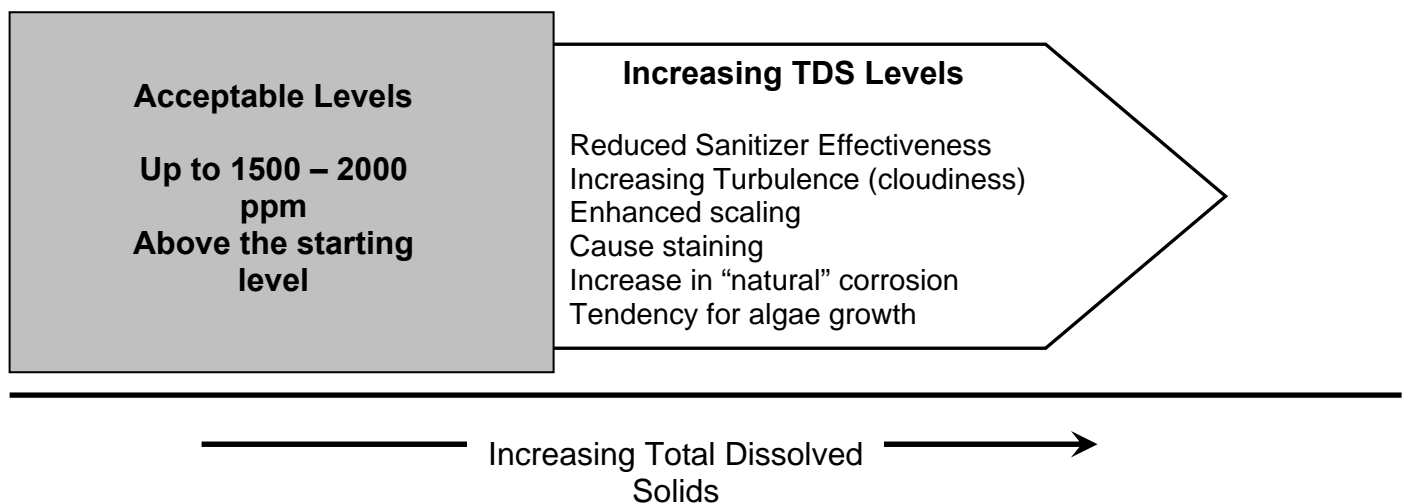 Acceptable Levels
Up to 1500 – 2000
ppm
Above the starting
level
Increasing TDS Levels
Reduced Sanitizer Effectiveness
Increasing Turbulence (cloudiness)
Enhanced scaling
Cause staining
Increase in “natural” corrosion
Tendency for algae growth
Increasing Total Dissolved
Solids